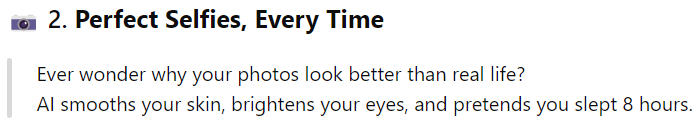 📷 2. Perfect Selfies, Every Time
Ever wonder why your photos look better than real life?
AI smooths your skin, brightens your eyes, and pretends you slept 8 hours.